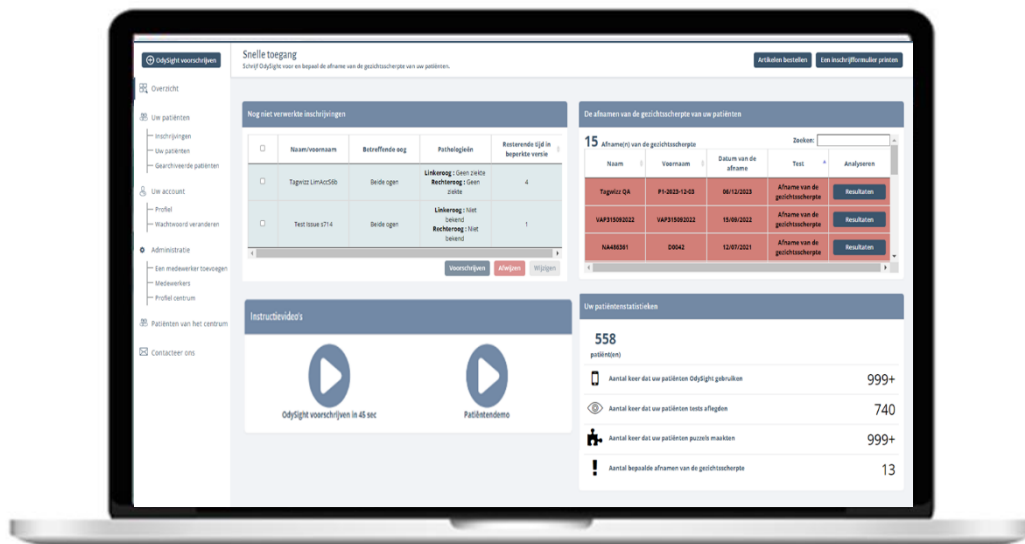 OdySight voorschrijven
Snelle toegang
Schrijf OdySight voor en bepaal de afname van de gezichtsscherpte van uw patiënten.
Artikelen bestellen
Een inschrijfformulier printen
Overzicht
Uw patiënten
Inschrijvingen
Uw patiënten
Gearchiveerde patiënten
Uw account
Profiel
Wachtwoord veranderen
Administratie
Een medewerker toevoegen
Medewerkers
Profiel centrum
Patiënten van het centrum
Contacteer ons
Nog niet verwerkte inschrijvingen
Naam/voornaam
Betreffende oog
Pathologieën
Resterende tijd in
beperkte versie
Tagwizz LimAcc56b
Beide ogen
Linkeroog : Geen ziekte
Rechteroog : Geen
ziekte
4
Test Issue s714
Beide ogen
Linkeroog : Niet
bekend
Rechteroog : Niet
bekend
1
Voorschrijven
Afwijzen
Wijzigen
De afnamen van de gezichtsscherpte van uw patiënten
15 Afname(n) van de gezichtsscherpte
Zoeken:
Naam
Voornaam
Datum van de
afname
Test
Analyseren
Tagwizz QA
P1-2023-12-03
06/12/2023
Afname van de
gezichtsscherpte
Resultaten
VAP315092022
VAP315092022
15/09/2022
Afname van de
gezichtsscherpte
Resultaten
NA486361
D0042
12/07/2021
Afname van de
gezichtsscherpte
Resultaten
Instructievideo's
OdySight voorschrijven in 45 sec
Patiëntendemo
Uw patiëntenstatistieken
558
patiënt(en)
Aantal keer dat uw patiënten OdySight gebruiken
999+
Aantal keer dat uw patiënten tests aflegden
740
Aantal keer dat uw patiënten puzzels maakten
999+
Aantal bepaalde afnamen van de gezichtsscherpte
13